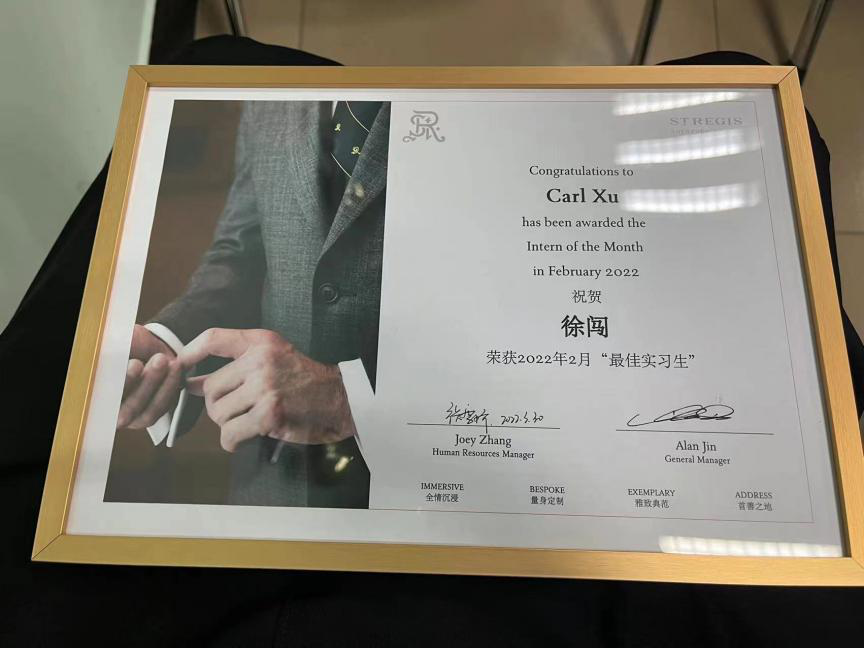 ST REGIS
Congratulations to
Carl Xu
has been awarded the
Intern of the Month
in February 2022
祝贺
徐闯
荣获2022年2月“最佳实习生”
2022.3.30
Joey Zhang
Human Resources Manager
Alan Jin
General Manager
IMMERSIVE
全情沉浸
BESPOKE
量身定制
EXEMPLARY
雅致典范
ADDRESS
首善之地